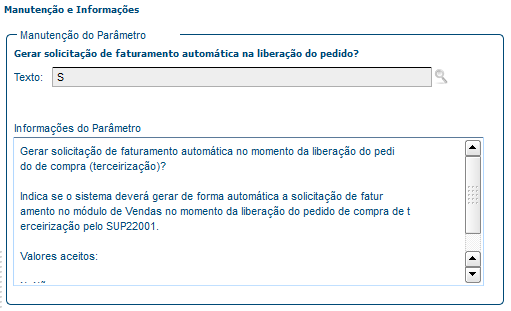 Manutenção e Informações
Manutenção do Parâmetro
Gerar solicitação de faturamento automática na liberação do pedido?
Texto: S
Informações do Parâmetro
Gerar solicitação de faturamento automática no momento da liberação do pedi
do de compra (terceirização)?
Indica se o sistema deverá gerar de forma automática a solicitação de fatur
amento no módulo de Vendas no momento da liberação do pedido de compra de t
erceirização pelo SUP22001.
Valores aceitos: